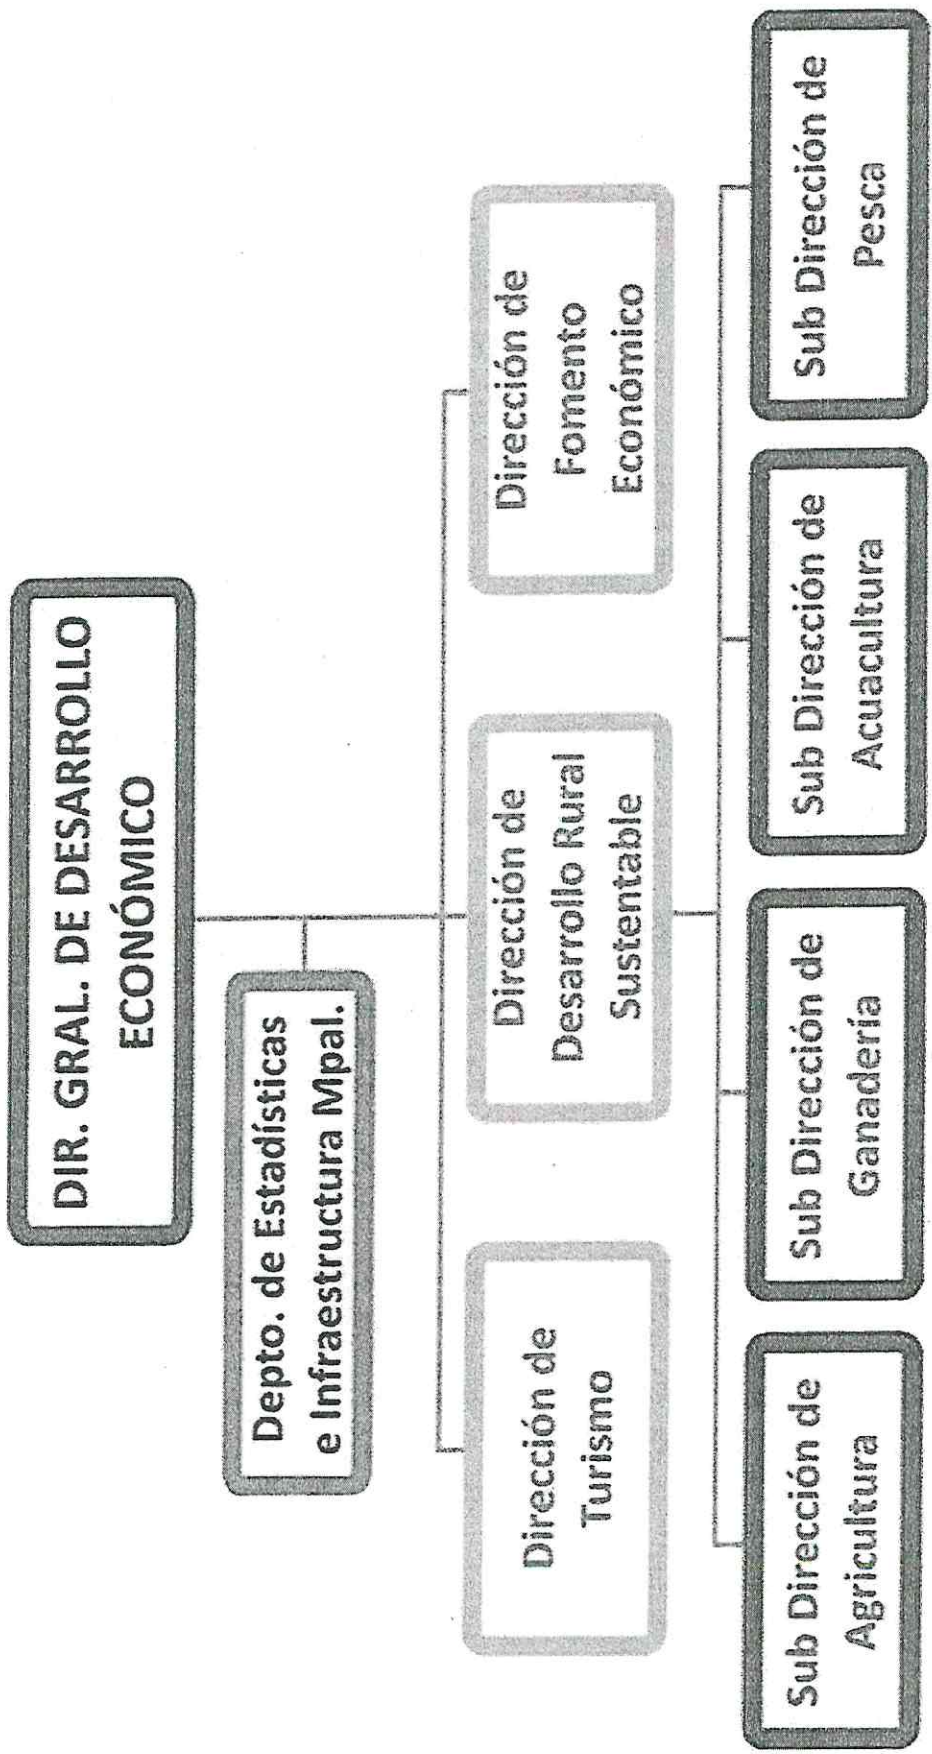 DIR. GRAL. DE DESARROLLO
ECONÓMICO
Depto. de Estadísticas
e Infraestructura Mpal.
Dirección de
Turismo
Dirección de
Desarrollo Rural
Sustentable
Dirección de
Fomento
Económico
Sub Dirección de
Agricultura
Sub Dirección de
Ganadería
Sub Dirección de
Acuacultura
Sub Dirección de
Pesca